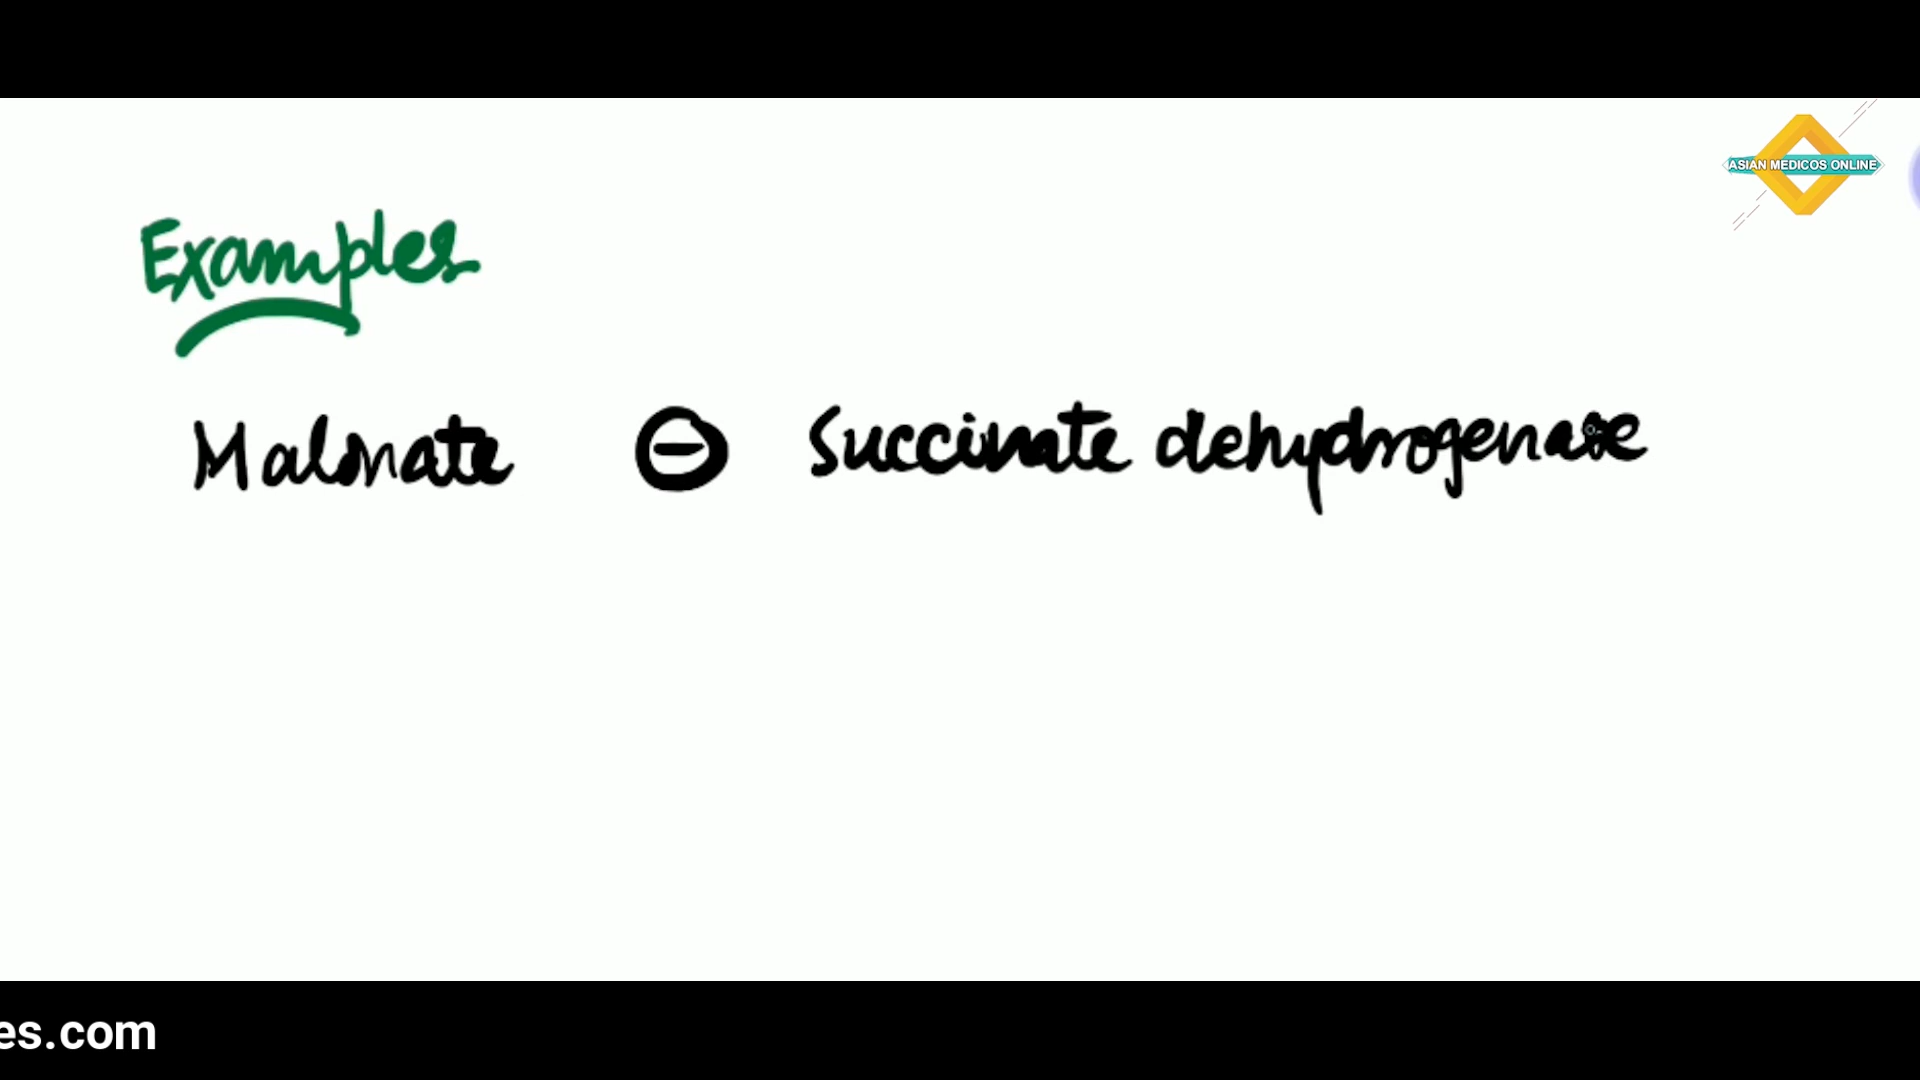 ASIAN MEDICOS ONLINE
Examples
Malonate ⊖ Succinate dehydrogenase
es.com